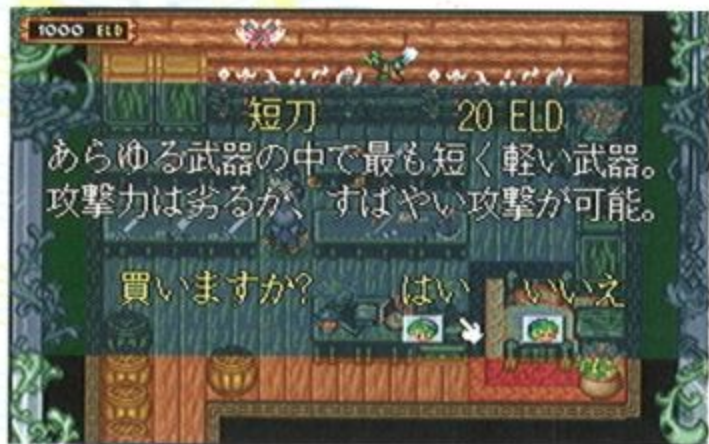 1000 ELD
短刀 20 ELD
あらゆる武器の中で最も短く軽い武器。
攻撃力は劣るが、すばやい攻撃が可能。
買いますか? はい いいえ